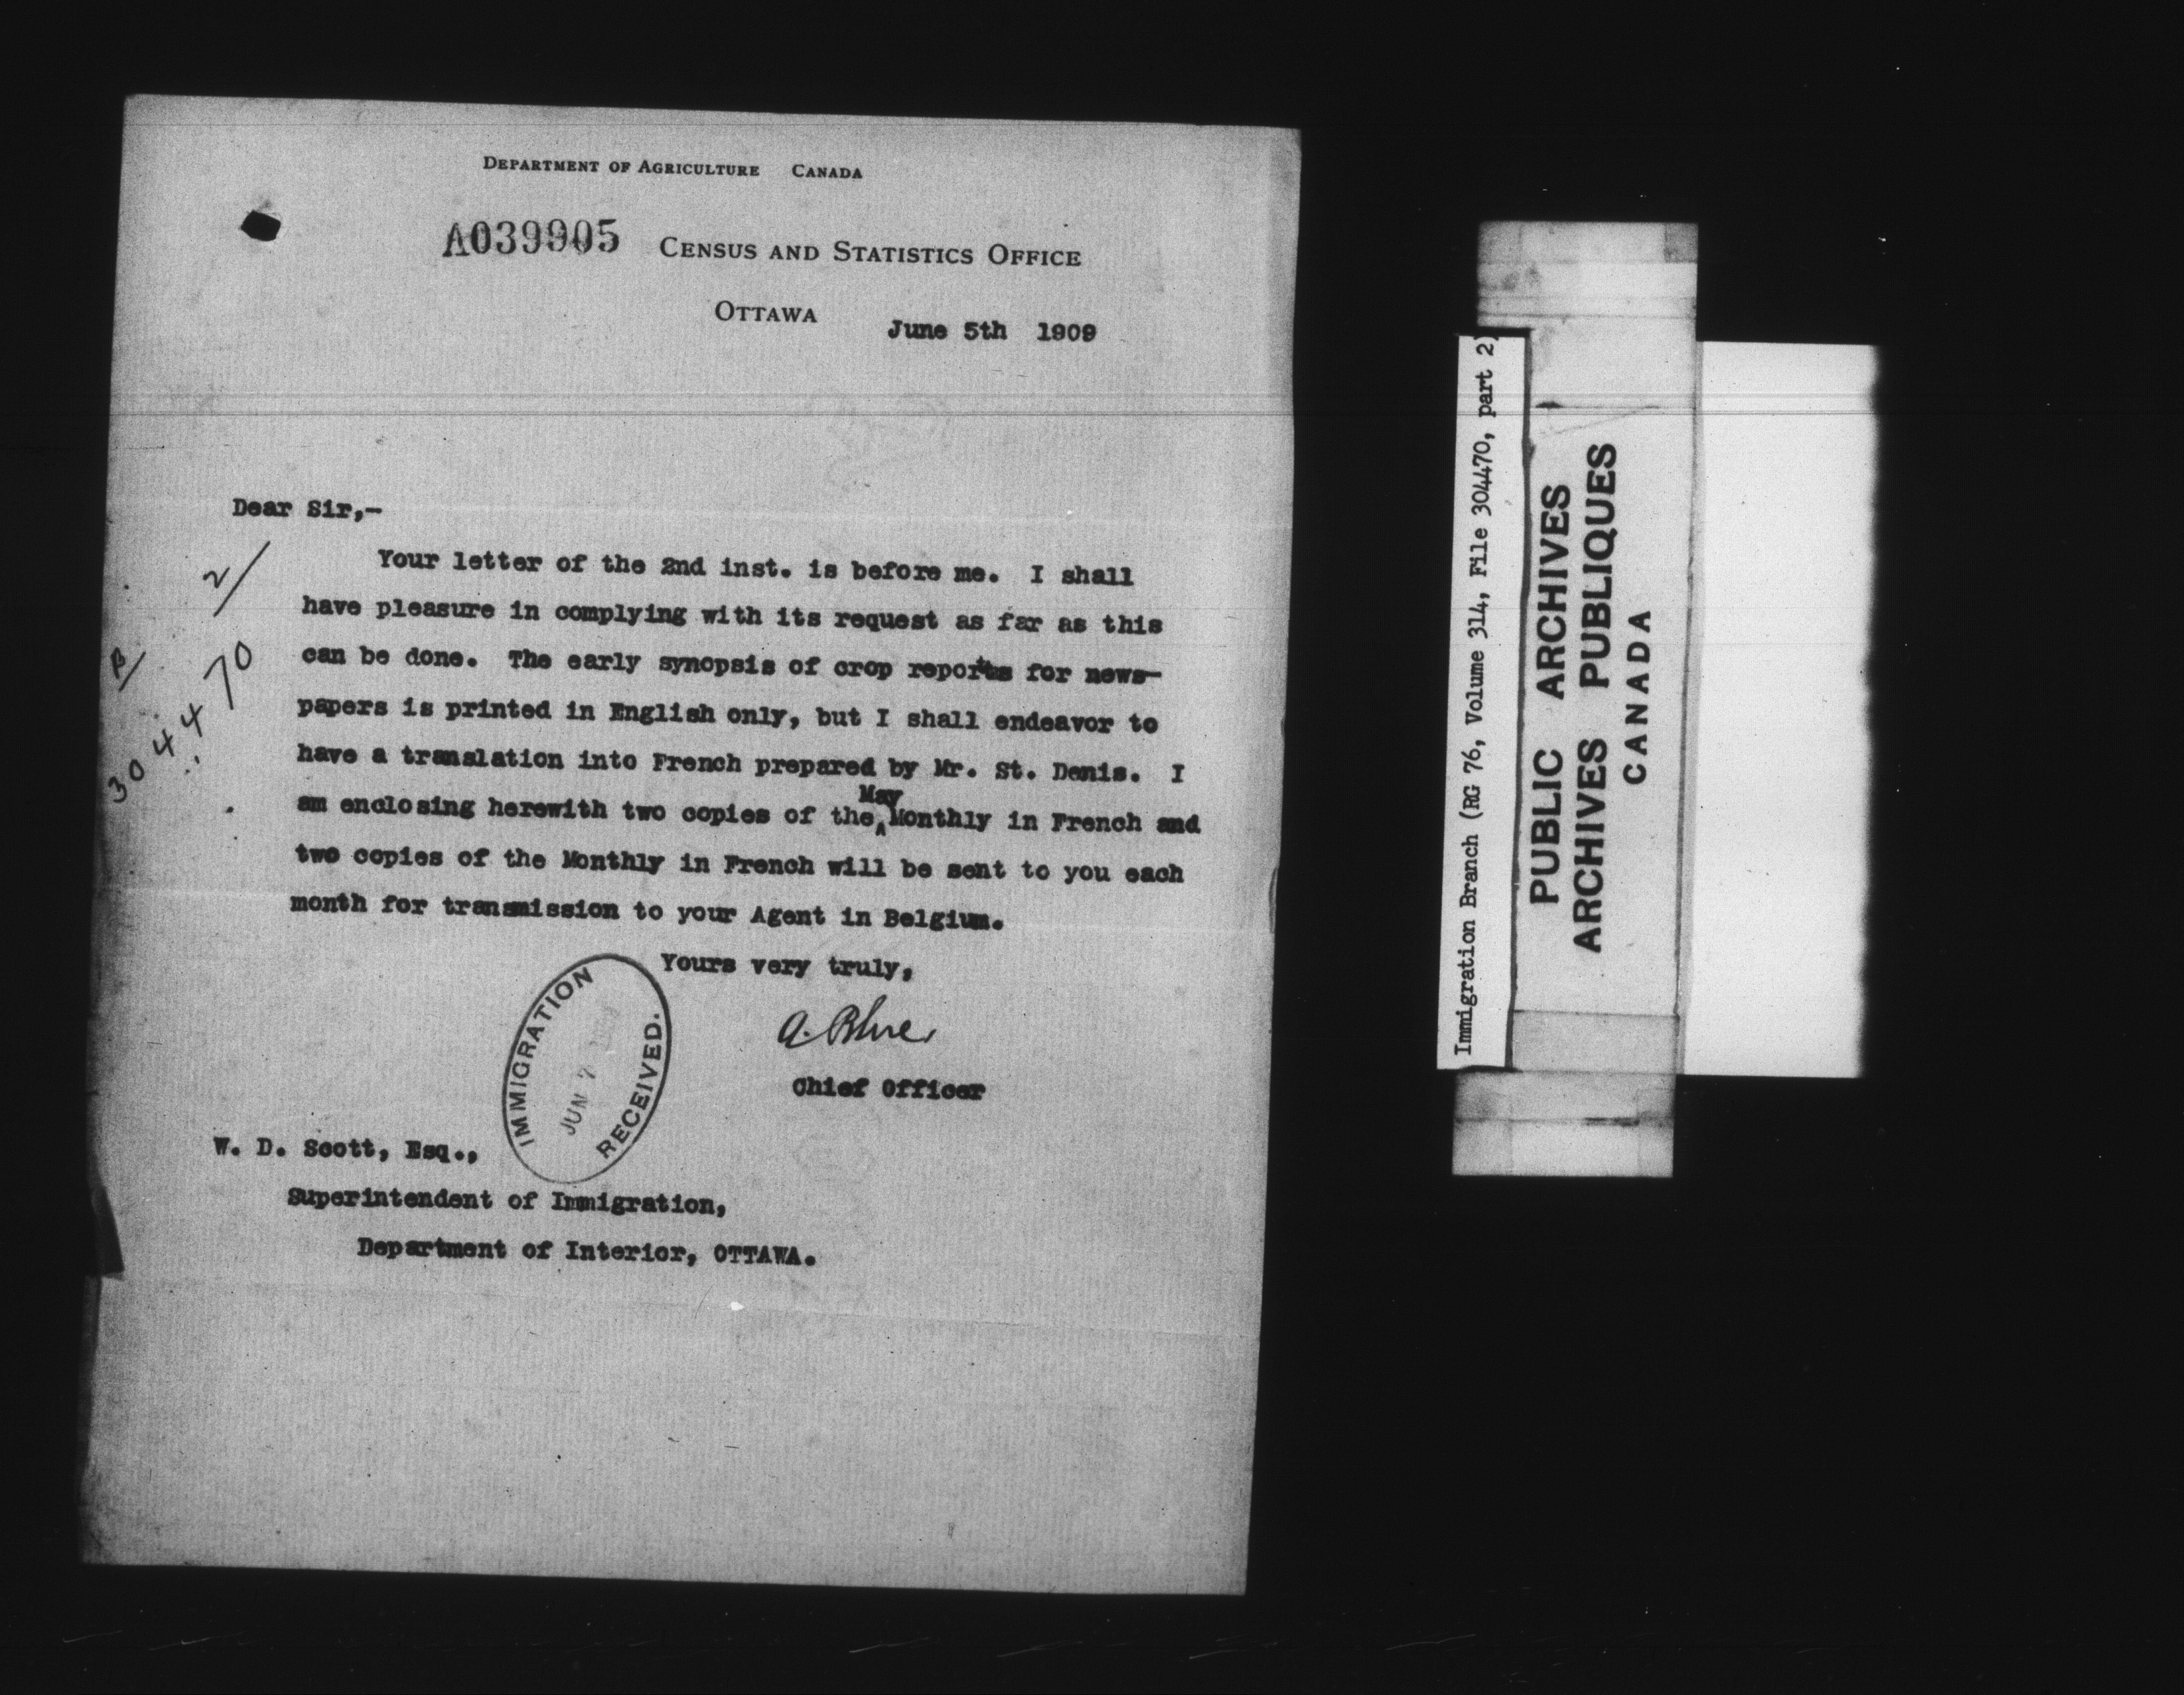 DEPARTMENT OF AGRICULTURE CANADA
A039905 CENSUS AND STATISTICS OFFICE
OTTAWA June 5th 1909
Dear Sir,-
Your letter of the 2nd inst. is before me. I shall
have pleasure in complying with its request as far as this
can be done. The early synopsis of crop reports for news-
papers is printed in English only, but I shall endeavor to
have a translation into French prepared by Mr. St. Denis. I
am enclosing herewith two copies of the May Monthly in French and
two copies of the Monthly in French will be sent to you each
month for transmission to your Agent in Belgium.
Yours very truly,
A. Blue
Chief Officer
W. D. Scott, Esq.,
Superintendent of Immigration,
Department of Interior, OTTAWA.
2
304470
IMMIGRATION
JUN 7
RECEIVED.
Immigration Branch (RG 76, Volume 314, File 304470, part 2)
PUBLIC ARCHIVES
ARCHIVES PUBLIQUES
CANADA